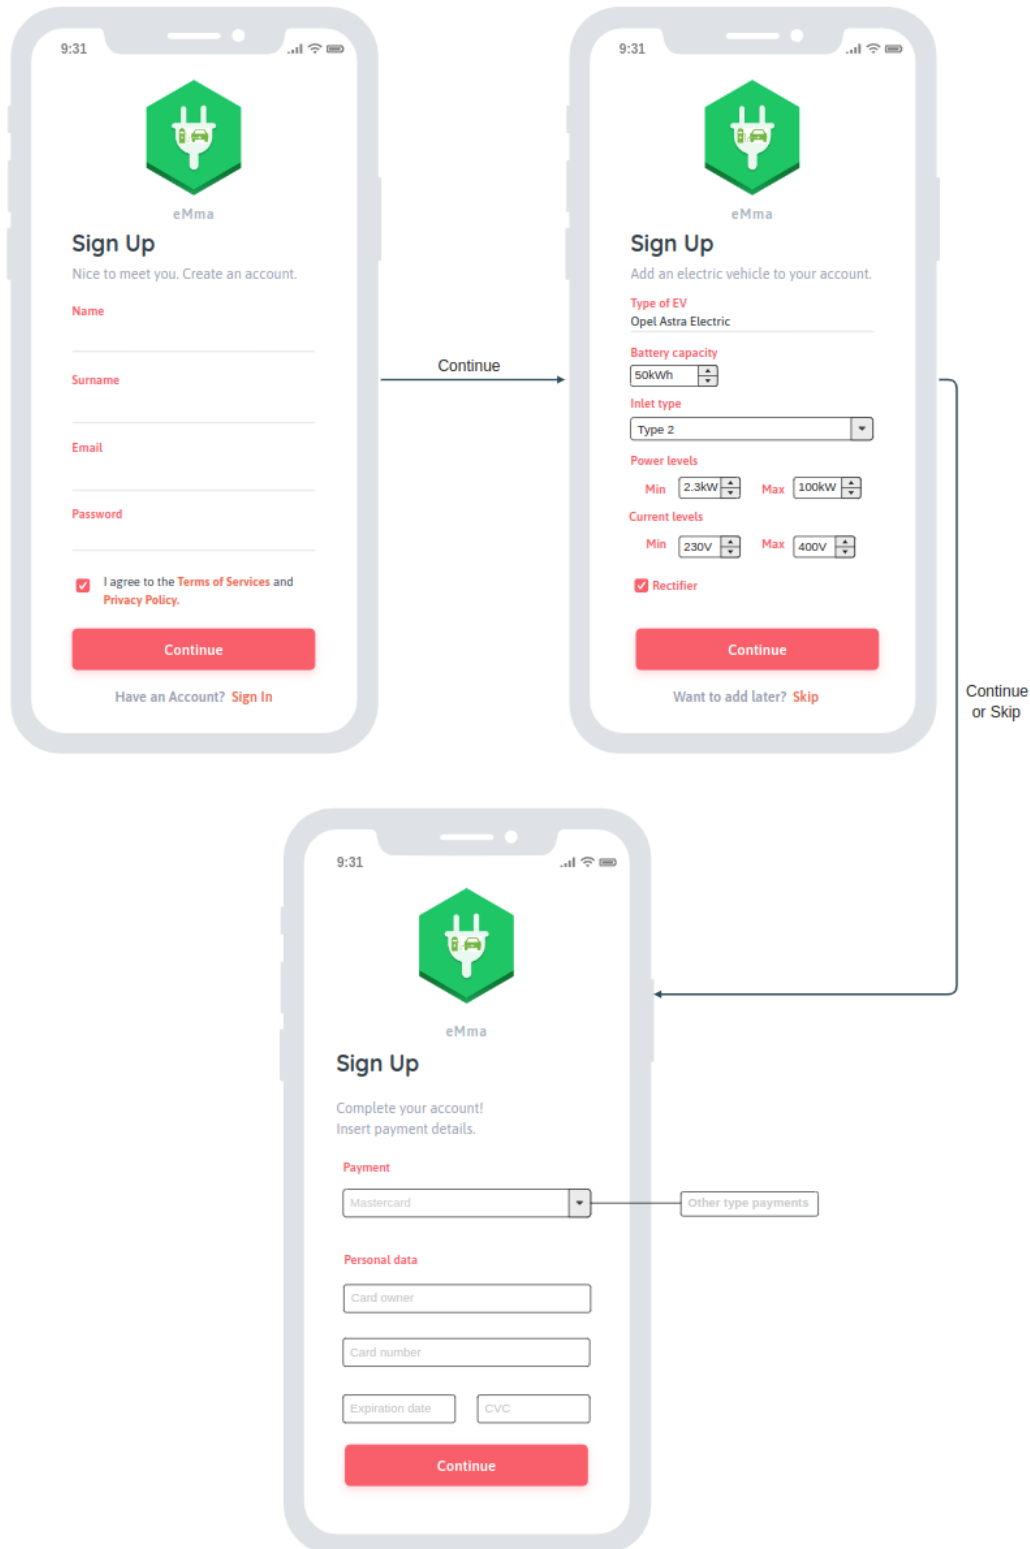 9:31
eMma
Sign Up
Nice to meet you. Create an account.
Name
Surname
Email
Password
I agree to the Terms of Services and
Privacy Policy.
Continue
Have an Account? Sign In
Continue
9:31
eMma
Sign Up
Add an electric vehicle to your account.
Type of EV
Opel Astra Electric
Battery capacity
50kWh
Inlet type
Type 2
Power levels
Min 2.3kW Max 100kW
Current levels
Min 230V Max 400V
Rectifier
Continue
Want to add later? Skip
Continue
or Skip
9:31
eMma
Sign Up
Complete your account!
Insert payment details.
Payment
Mastercard
Other type payments
Personal data
Card owner
Card number
Expiration date CVC
Continue